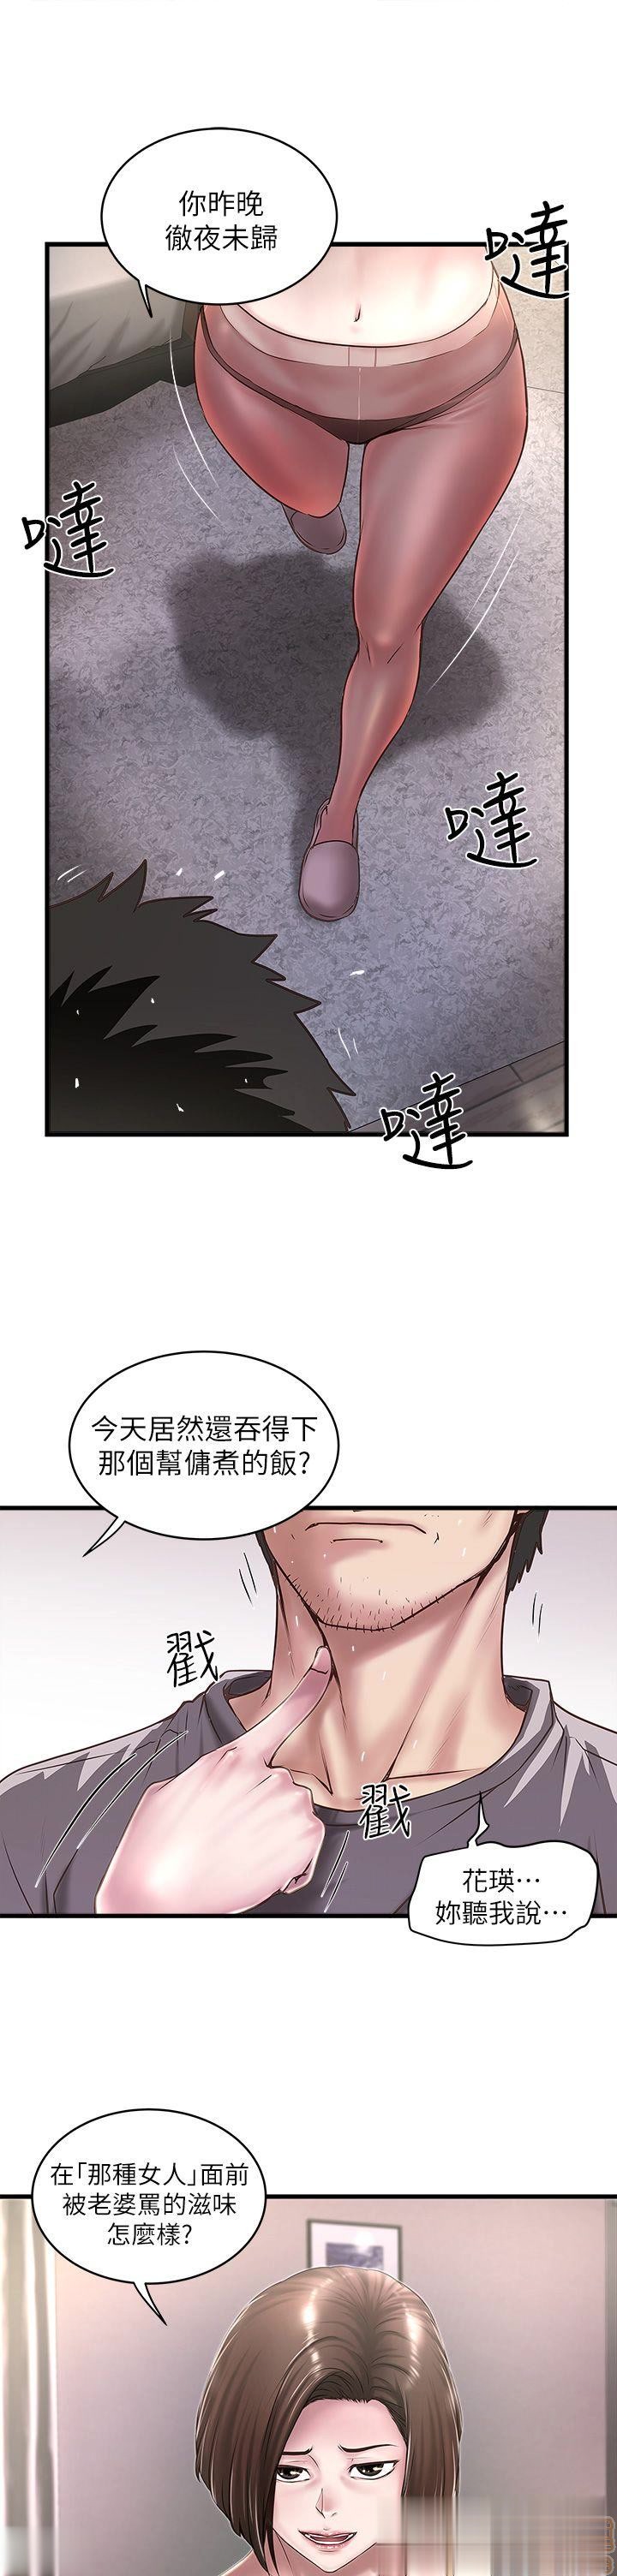 你昨晚
徹夜未歸
噠
噠
噠
噠
今天居然還吞得下
那個幫傭煮的飯?
戳
戳
花瑛⋯
妳聽我說⋯
在「那種女人」面前
被老婆罵的滋味
怎麼樣?